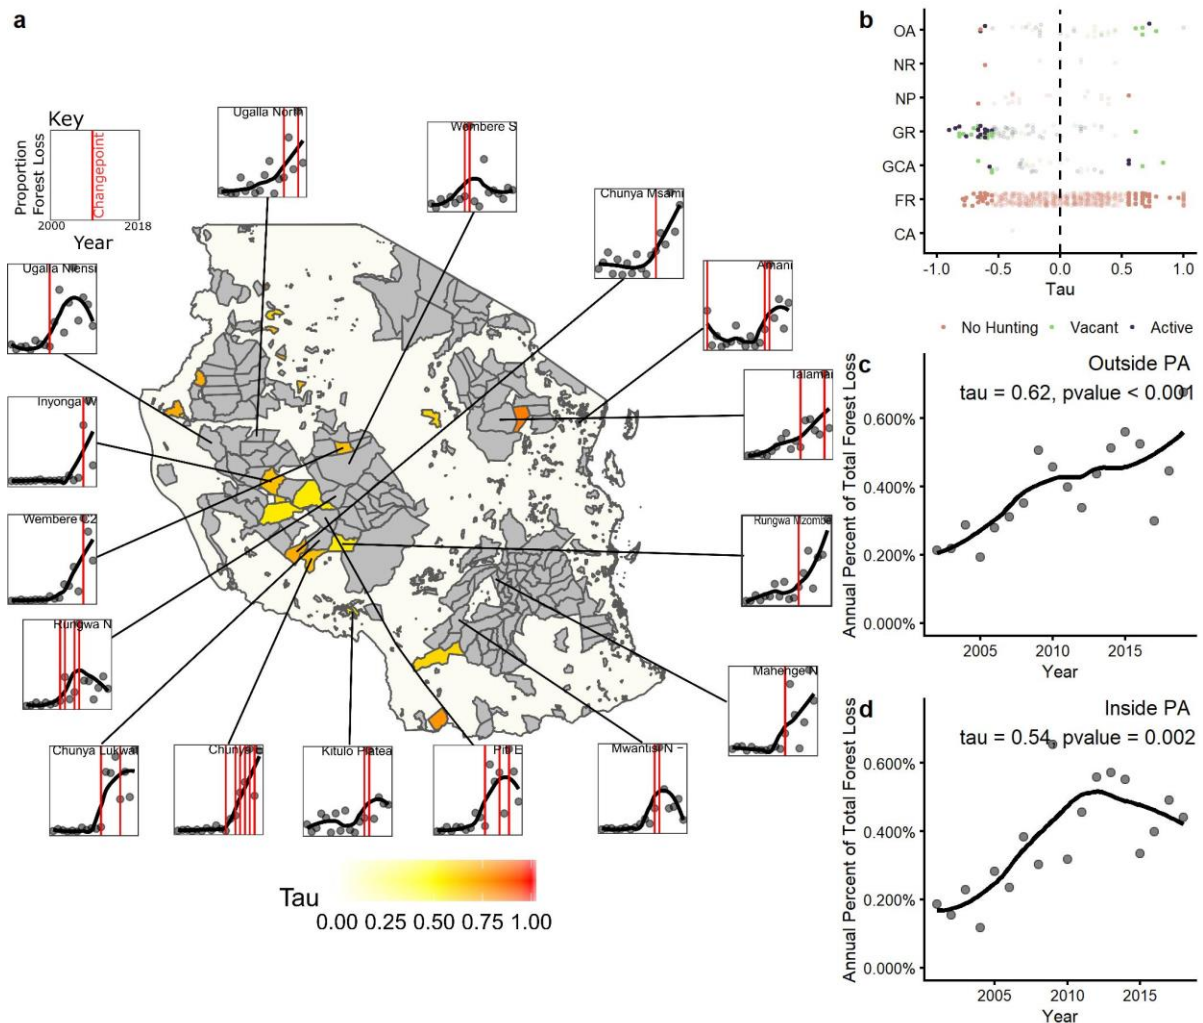 a
Key
Proportion
Forest Loss
Changepoint
2000 2018
Year
Ugalla North
Wembere S
Chunya Msami
Amani
Ugalla Niensi
Inyonga W
Talamai
Wembere C2
Rungwa Mzombe
Rungwa N
Mahenge N
Chunya Lukwat
Chunya E
Kitulo Platea
Piti E
Mwantisi N -
Tau
0.00 0.25 0.50 0.75 1.00
b
OA
NR
NP
GR
GCA
FR
CA
-1.0 -0.5 0.0 0.5 1.0
Tau
No Hunting Vacant Active
c
Outside PA
tau = 0.62, pvalue < 0.001
Annual Percent of Total Forest Loss
0.600%
0.400%
0.200%
0.000%
2005 2010 2015
Year
d
Inside PA
tau = 0.54, pvalue = 0.002
Annual Percent of Total Forest Loss
0.600%
0.400%
0.200%
0.000%
2005 2010 2015
Year